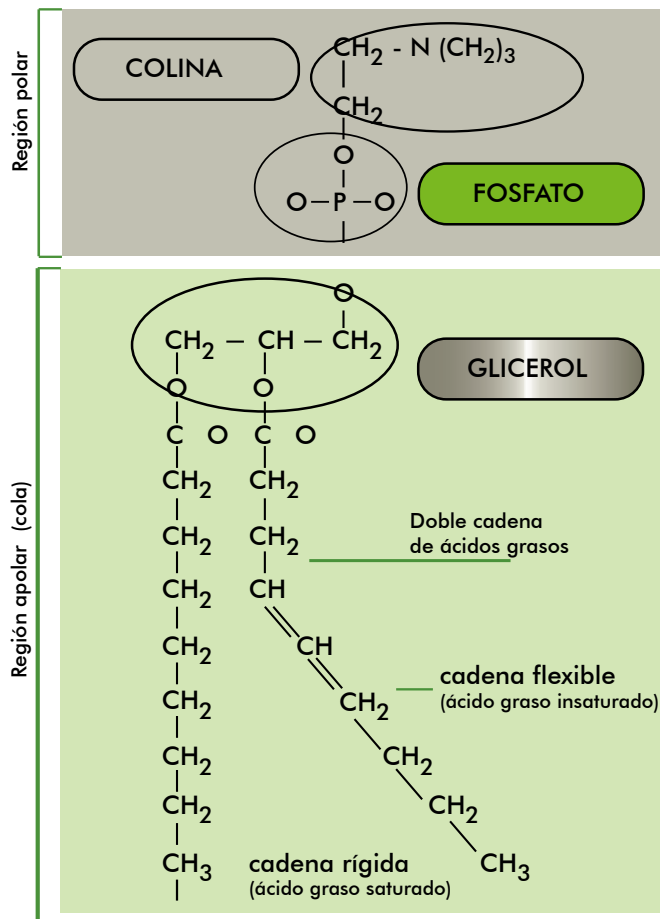 Región polar
COLINA
CH2 - N (CH2)3
CH2
O
O – P – O
FOSFATO
Región apolar (cola)
O
CH2 – CH – CH2
GLICEROL
O O
C O C O
CH2 CH2
CH2 CH2
Doble cadena
de ácidos grasos
CH2 CH
CH2 CH
cadena flexible
(ácido graso insaturado)
CH2 CH2
CH2 CH2
CH2 CH2
CH3 CH3
cadena rígida
(ácido graso saturado)